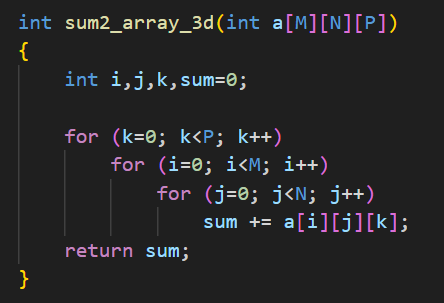 int sum2_array_3d(int a[M][N][P])
{
    int i,j,k,sum=0;

    for (k=0; k<P; k++)
        for (i=0; i<M; i++)
            for (j=0; j<N; j++)
                sum += a[i][j][k];
    return sum;
}